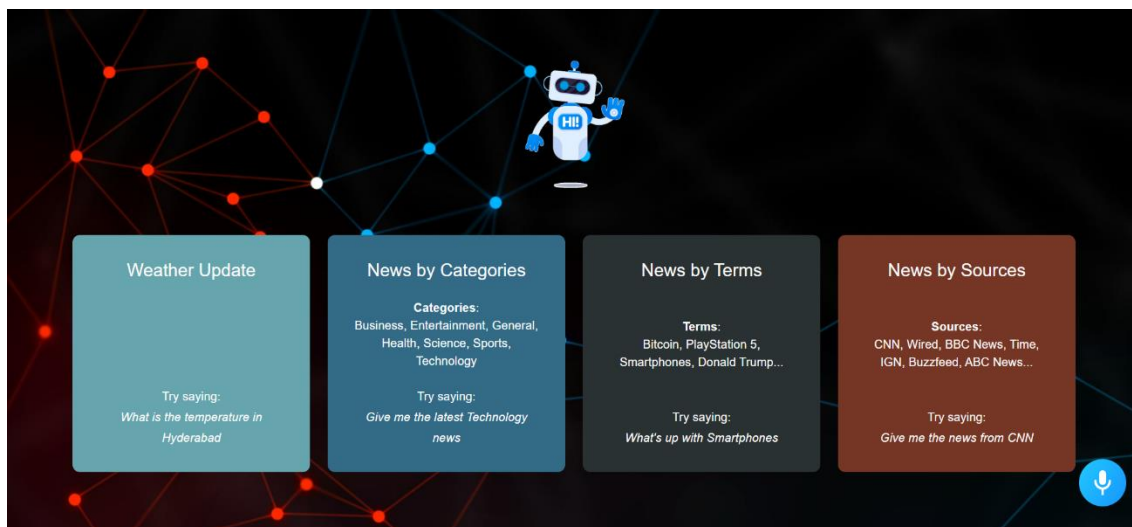 HI!
Weather Update
Try saying:
What is the temperature in
Hyderabad
News by Categories
Categories:
Business, Entertainment, General,
Health, Science, Sports,
Technology
Try saying:
Give me the latest Technology
news
News by Terms
Terms:
Bitcoin, PlayStation 5,
Smartphones, Donald Trump...
Try saying:
What's up with Smartphones
News by Sources
Sources:
CNN, Wired, BBC News, Time,
IGN, Buzzfeed, ABC News...
Try saying:
Give me the news from CNN